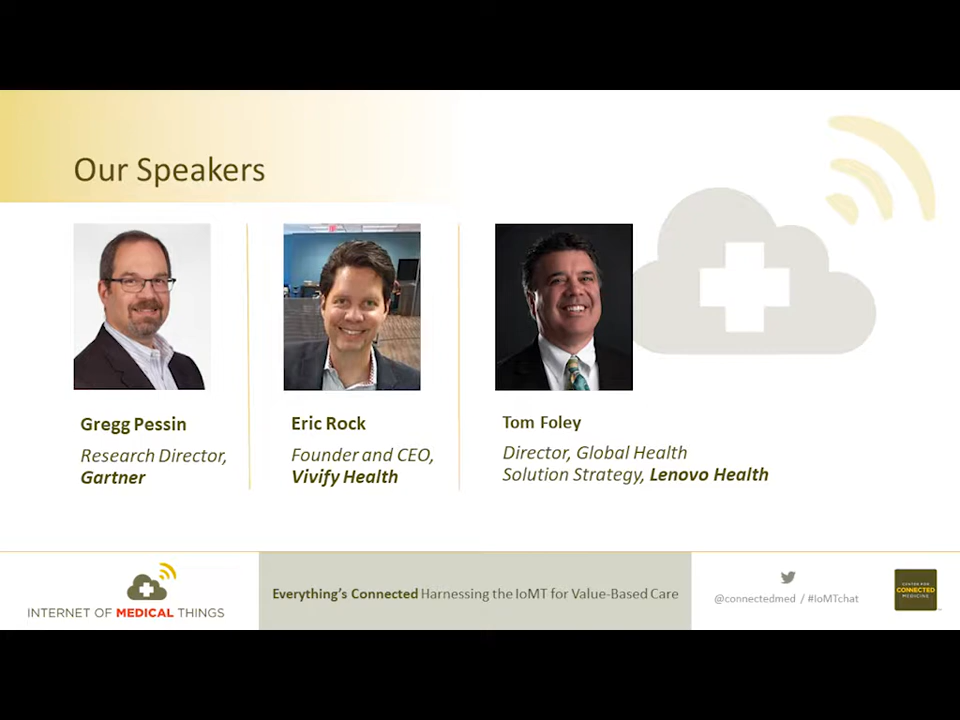 Our Speakers
Gregg Pessin
Research Director,
Gartner
Eric Rock
Founder and CEO,
Vivify Health
Tom Foley
Director, Global Health
Solution Strategy, Lenovo Health
INTERNET OF MEDICAL THINGS
Everything's Connected Harnessing the IoMT for Value-Based Care
@connectedmed / #IoMTchat
CENTER FOR
CONNECTED
MEDICINE